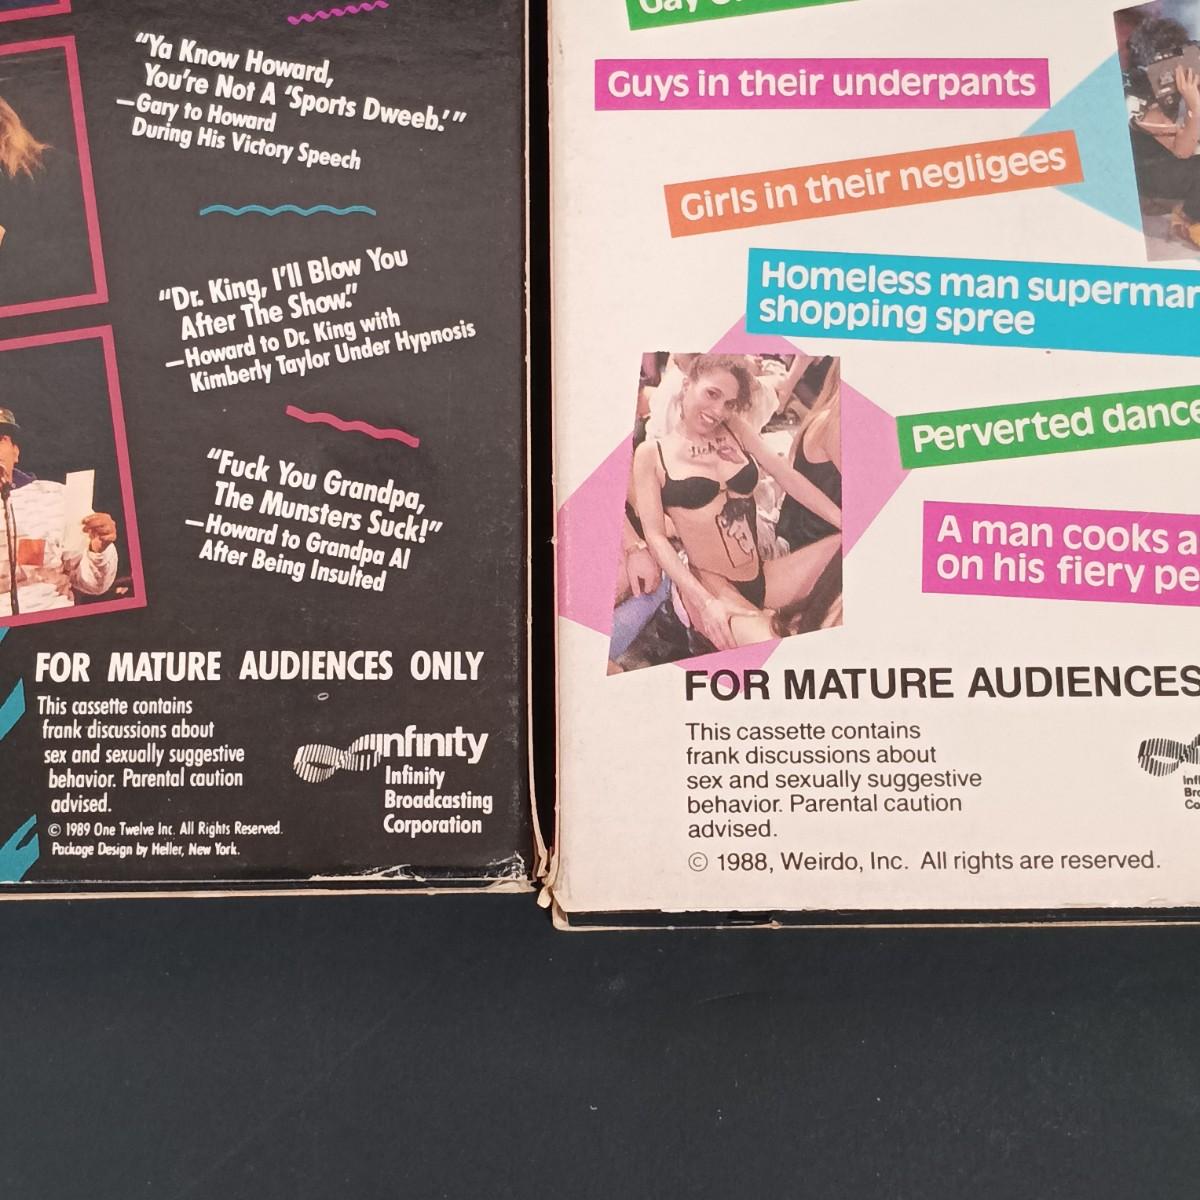 "Ya Know Howard,
You're Not A 'Sports Dweeb.'"
—Gary to Howard
During His Victory Speech
"Dr. King, I'll Blow You
After The Show."
—Howard to Dr. King with
Kimberly Taylor Under Hypnosis
"Fuck You Grandpa,
The Munsters Suck!"
—Howard to Grandpa Al
After Being Insulted
FOR MATURE AUDIENCES ONLY
This cassette contains
frank discussions about
sex and sexually suggestive
behavior. Parental caution
advised.
infinity
Infinity
Broadcasting
Corporation
© 1989 One Twelve Inc. All Rights Reserved.
Package Design by Heller, New York.
Gay
Guys in their underpants
Girls in their negligees
Homeless man supermar
shopping spree
Perverted dance
A man cooks a
on his fiery pe
FOR MATURE AUDIENCES
This cassette contains
frank discussions about
sex and sexually suggestive
behavior. Parental caution
advised.
© 1988, Weirdo, Inc. All rights are reserved.